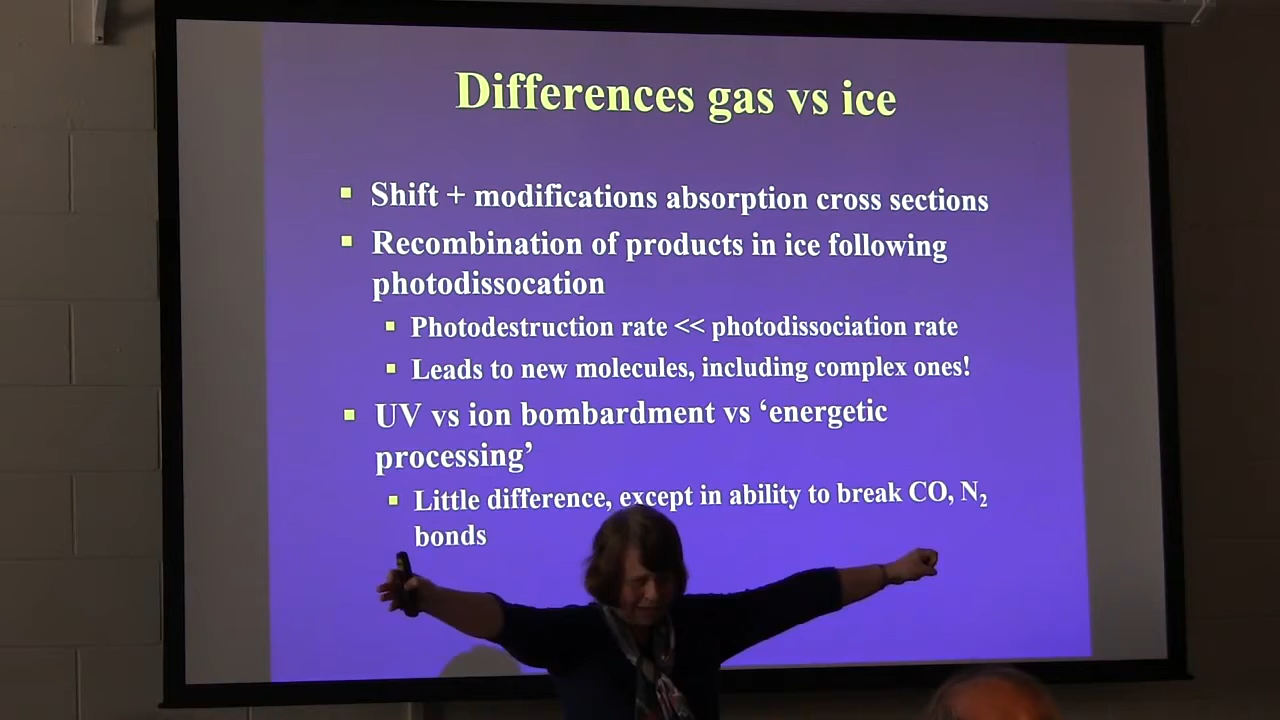 Differences gas vs ice
Shift + modifications absorption cross sections
Recombination of products in ice following
photodissocation
Photodestruction rate << photodissociation rate
Leads to new molecules, including complex ones!
UV vs ion bombardment vs ‘energetic
processing’
Little difference, except in ability to break CO, N₂
bonds